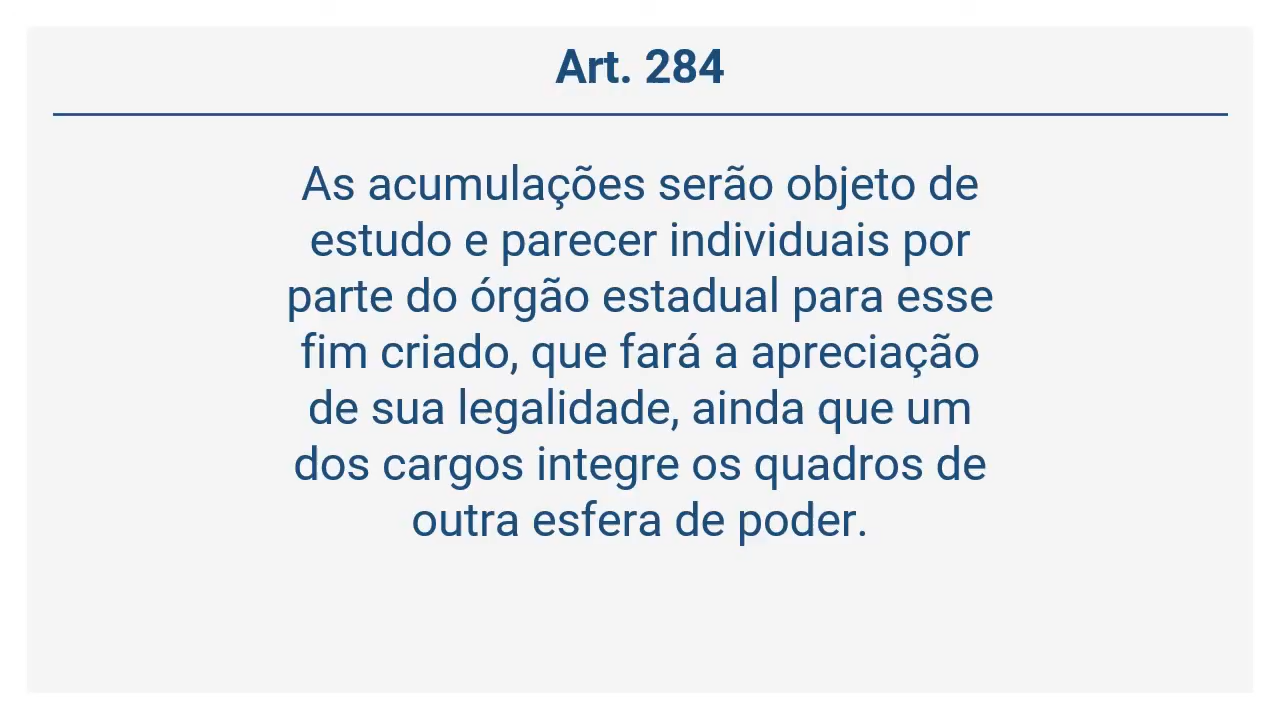 Art. 284
As acumulações serão objeto de
estudo e parecer individuais por
parte do órgão estadual para esse
fim criado, que fará a apreciação
de sua legalidade, ainda que um
dos cargos integre os quadros de
outra esfera de poder.